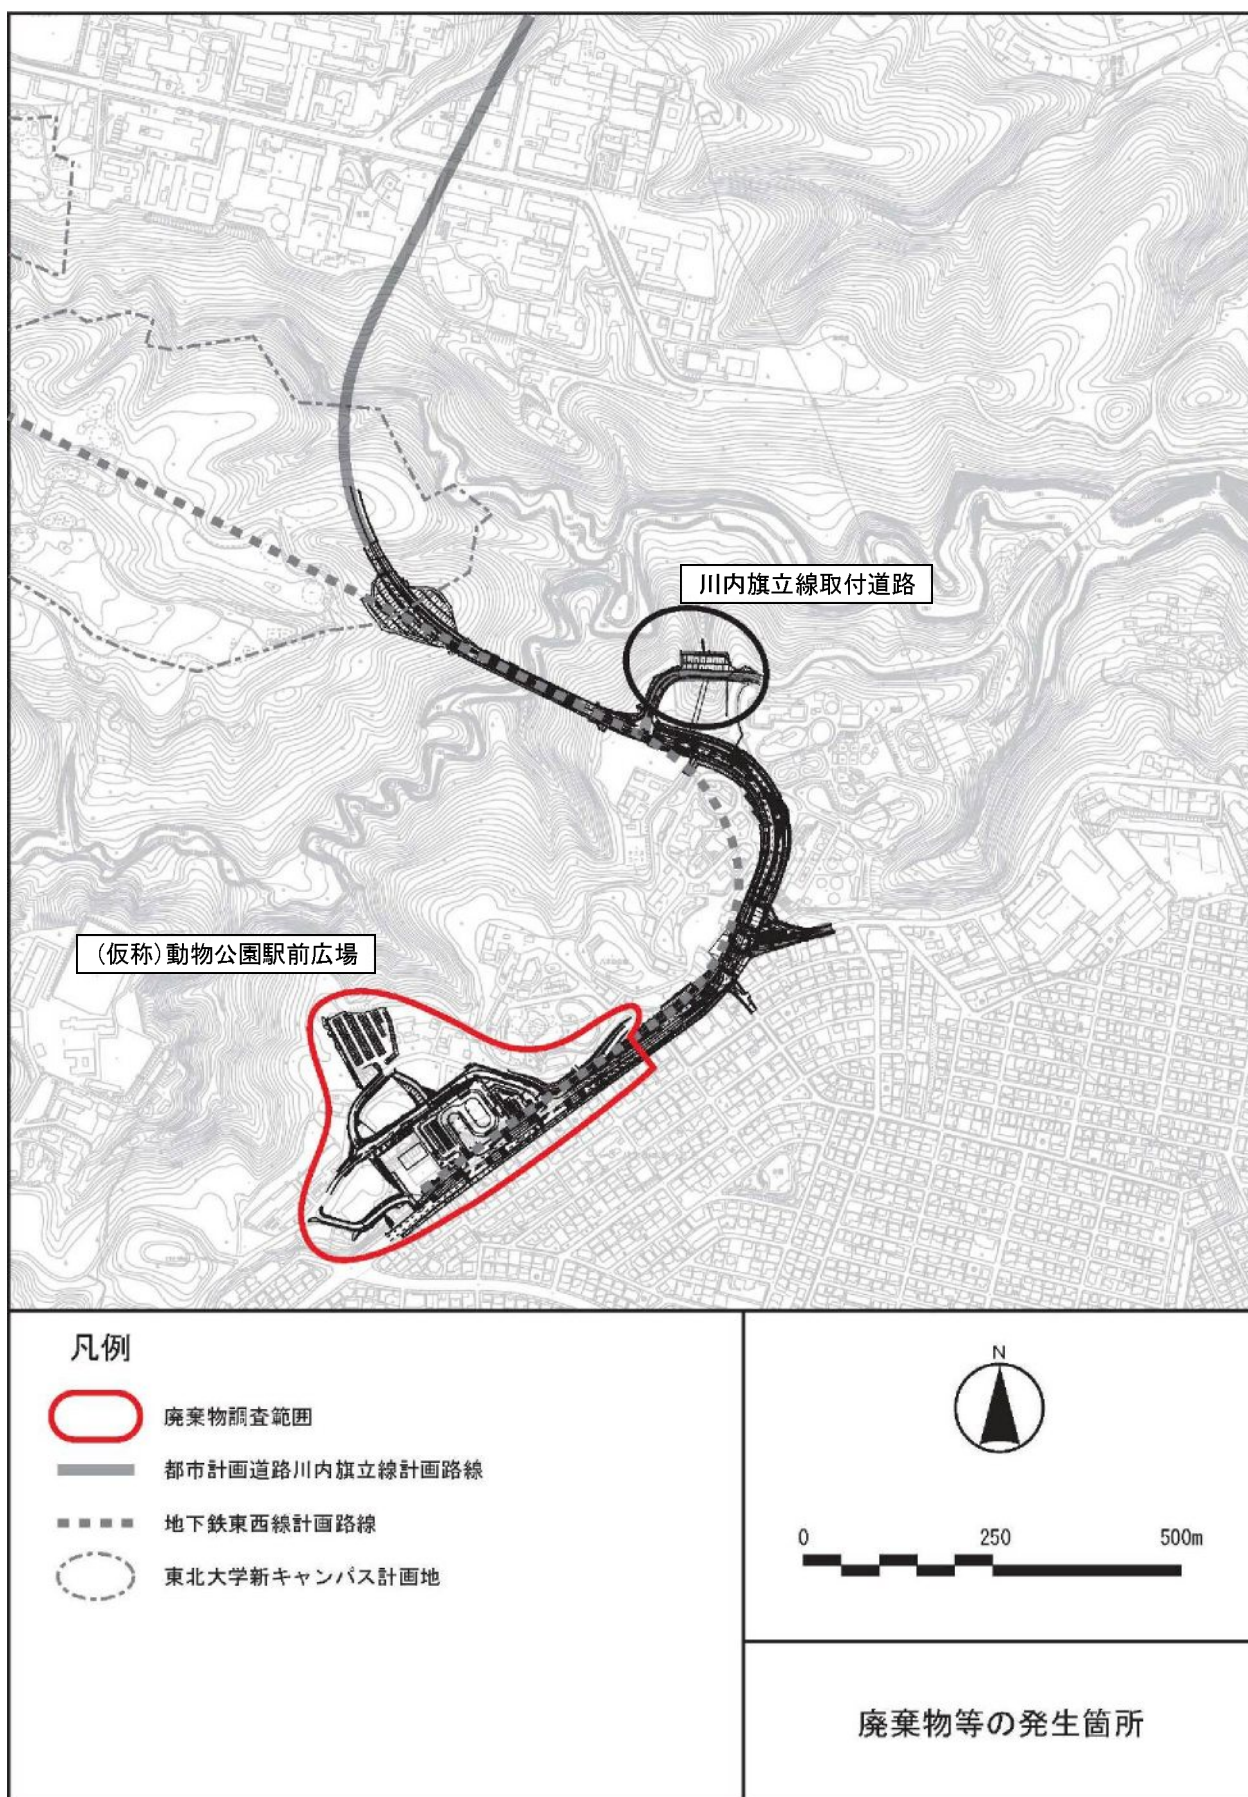 川内旗立線取付道路
(仮称)動物公園駅前広場
凡例
廃棄物調査範囲
都市計画道路川内旗立線計画路線
地下鉄東西線計画路線
東北大学新キャンパス計画地
N
0 250 500m
廃棄物等の発生箇所